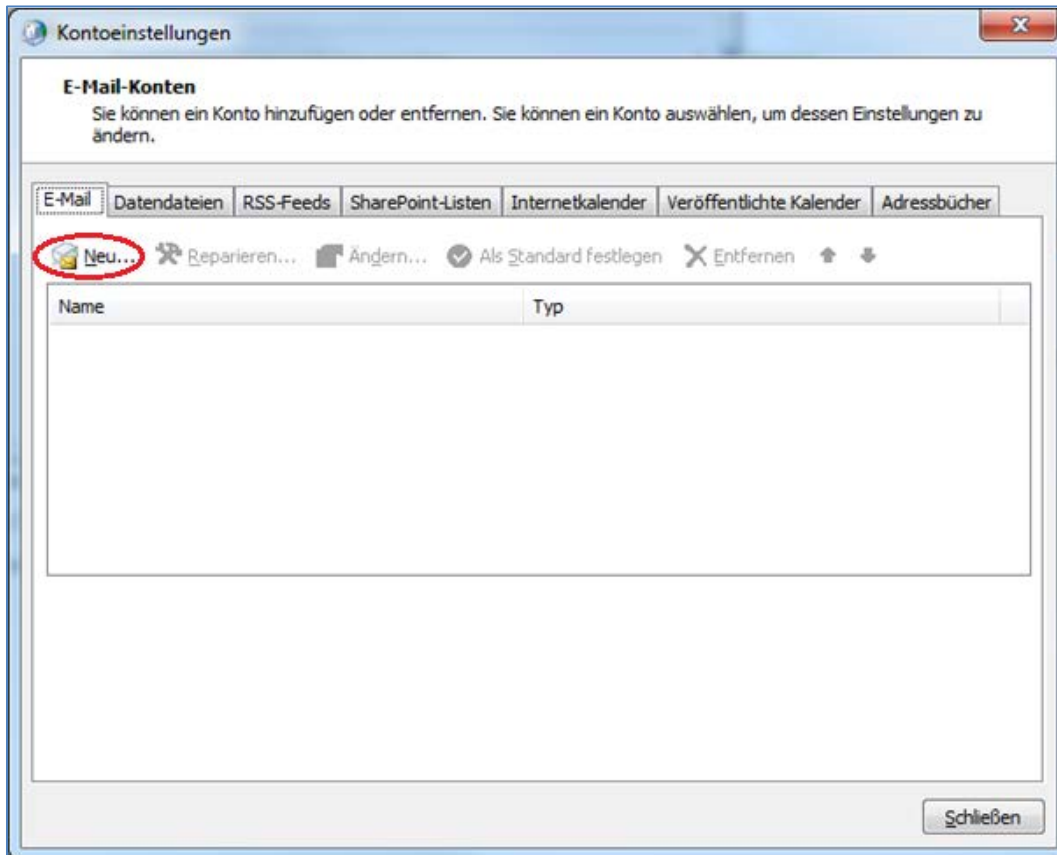 Kontoeinstellungen
E-Mail-Konten
Sie können ein Konto hinzufügen oder entfernen. Sie können ein Konto auswählen, um dessen Einstellungen zu
ändern.
E-Mail Datendateien RSS-Feeds SharePoint-Listen Internetkalender Veröffentlichte Kalender Adressbücher
Neu... Reparieren... Ändern... Als Standard festlegen Entfernen
Name Typ
Schließen